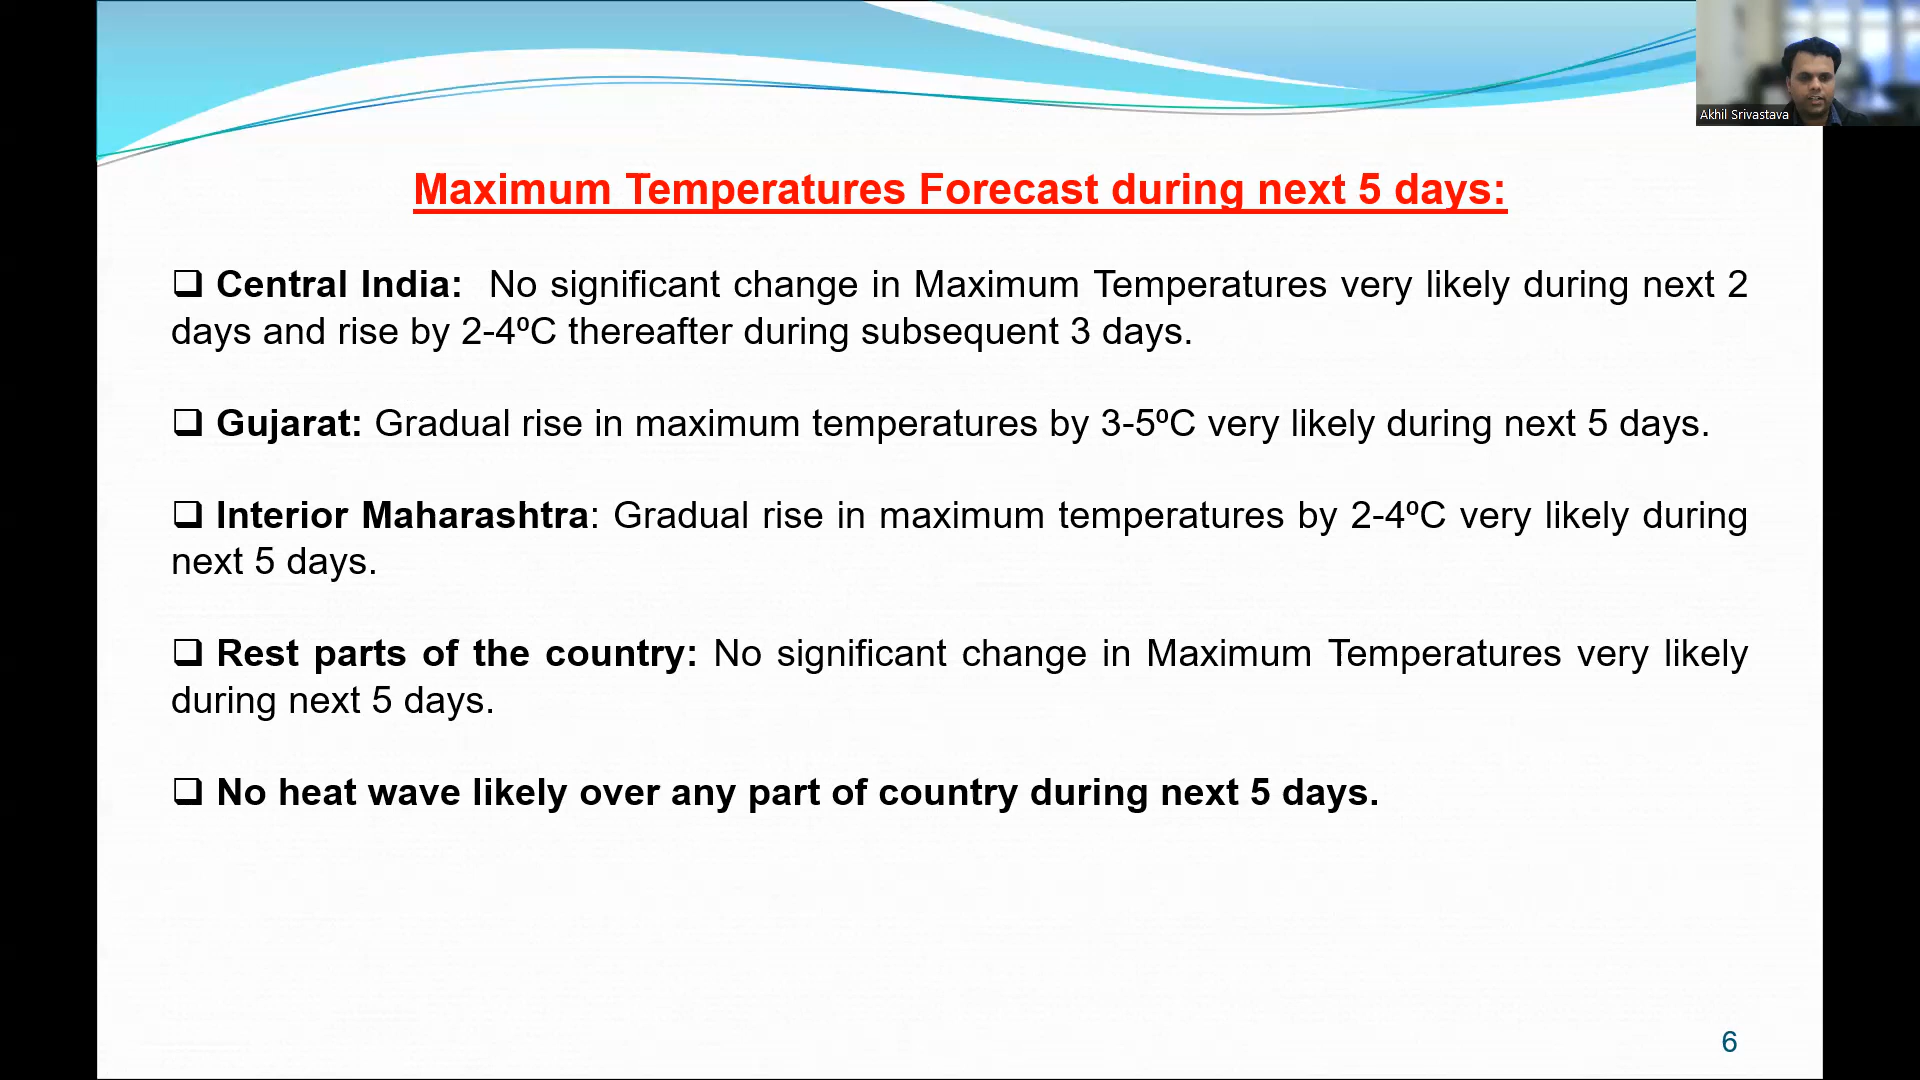 Akhil Srivastava
Maximum Temperatures Forecast during next 5 days:
❑ Central India: No significant change in Maximum Temperatures very likely during next 2
days and rise by 2-4⁰C thereafter during subsequent 3 days.
❑ Gujarat: Gradual rise in maximum temperatures by 3-5⁰C very likely during next 5 days.
❑ Interior Maharashtra: Gradual rise in maximum temperatures by 2-4⁰C very likely during
next 5 days.
❑ Rest parts of the country: No significant change in Maximum Temperatures very likely
during next 5 days.
❑ No heat wave likely over any part of country during next 5 days.
6